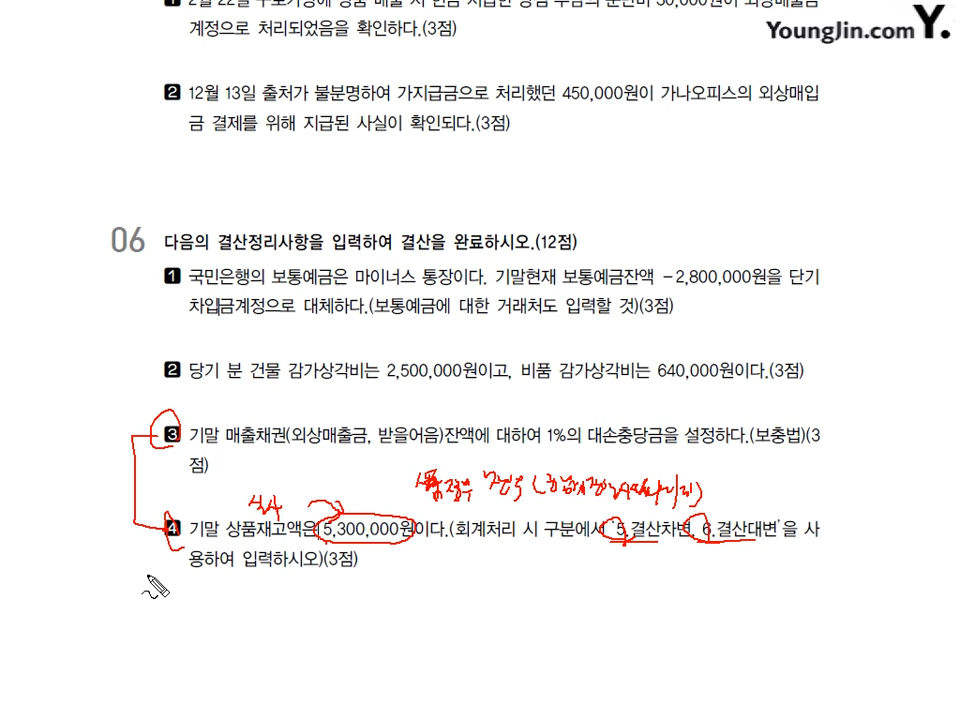 YoungJin.com Y.
계정으로 처리되었음을 확인하다.(3점)
2 12월 13일 출처가 불분명하여 가지급금으로 처리했던 450,000원이 가나오피스의 외상매입
금 결제를 위해 지급된 사실이 확인되다.(3점)
06 다음의 결산정리사항을 입력하여 결산을 완료하시오.(12점)
1 국민은행의 보통예금은 마이너스 통장이다. 기말현재 보통예금잔액 −2,800,000원을 단기
차입금계정으로 대체하다.(보통예금에 대한 거래처도 입력할 것)(3점)
2 당기 분 건물 감가상각비는 2,500,000원이고, 비품 감가상각비는 640,000원이다.(3점)
3 기말 매출채권(외상매출금, 받을어음)잔액에 대하여 1%의 대손충당금을 설정하다.(보충법)(3
점)
4 기말 상품재고액은 5,300,000원이다.(회계처리 시 구분에서 '5.결산차변, 6.결산대변'을 사
용하여 입력하시오)(3점)